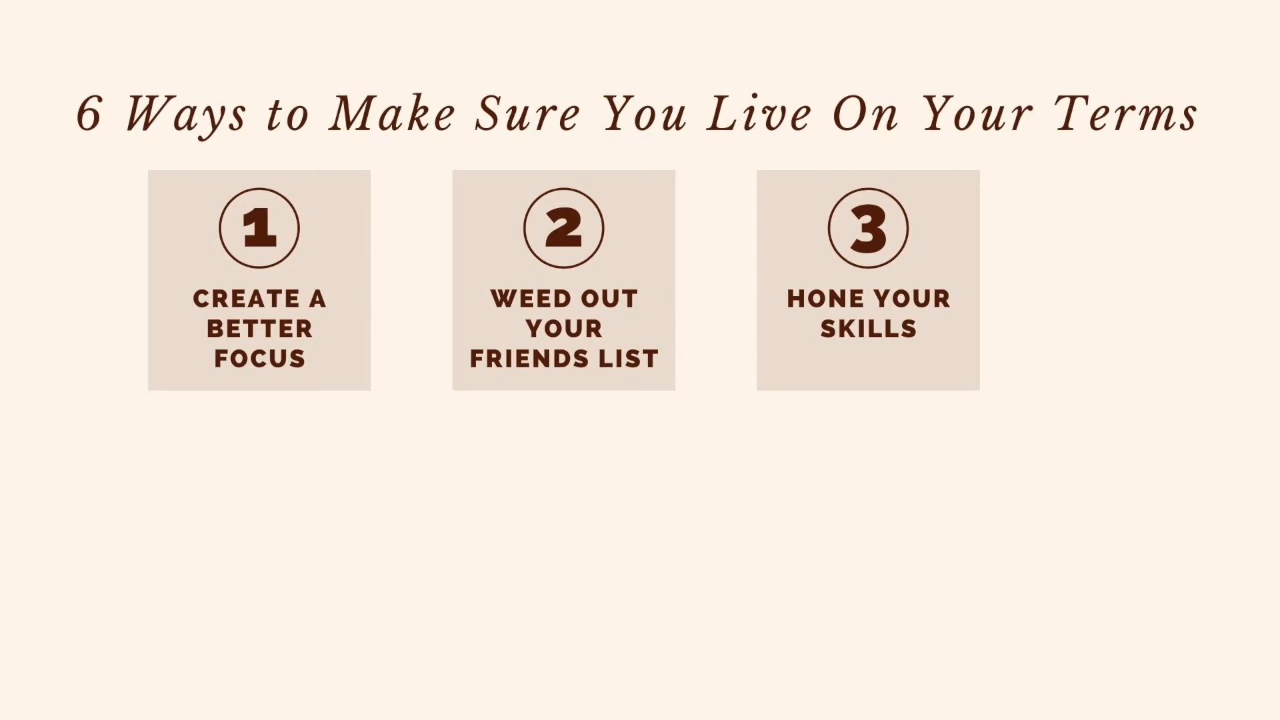 6 Ways to Make Sure You Live On Your Terms
1
CREATE A
BETTER
FOCUS
2
WEED OUT
YOUR
FRIENDS LIST
3
HONE YOUR
SKILLS